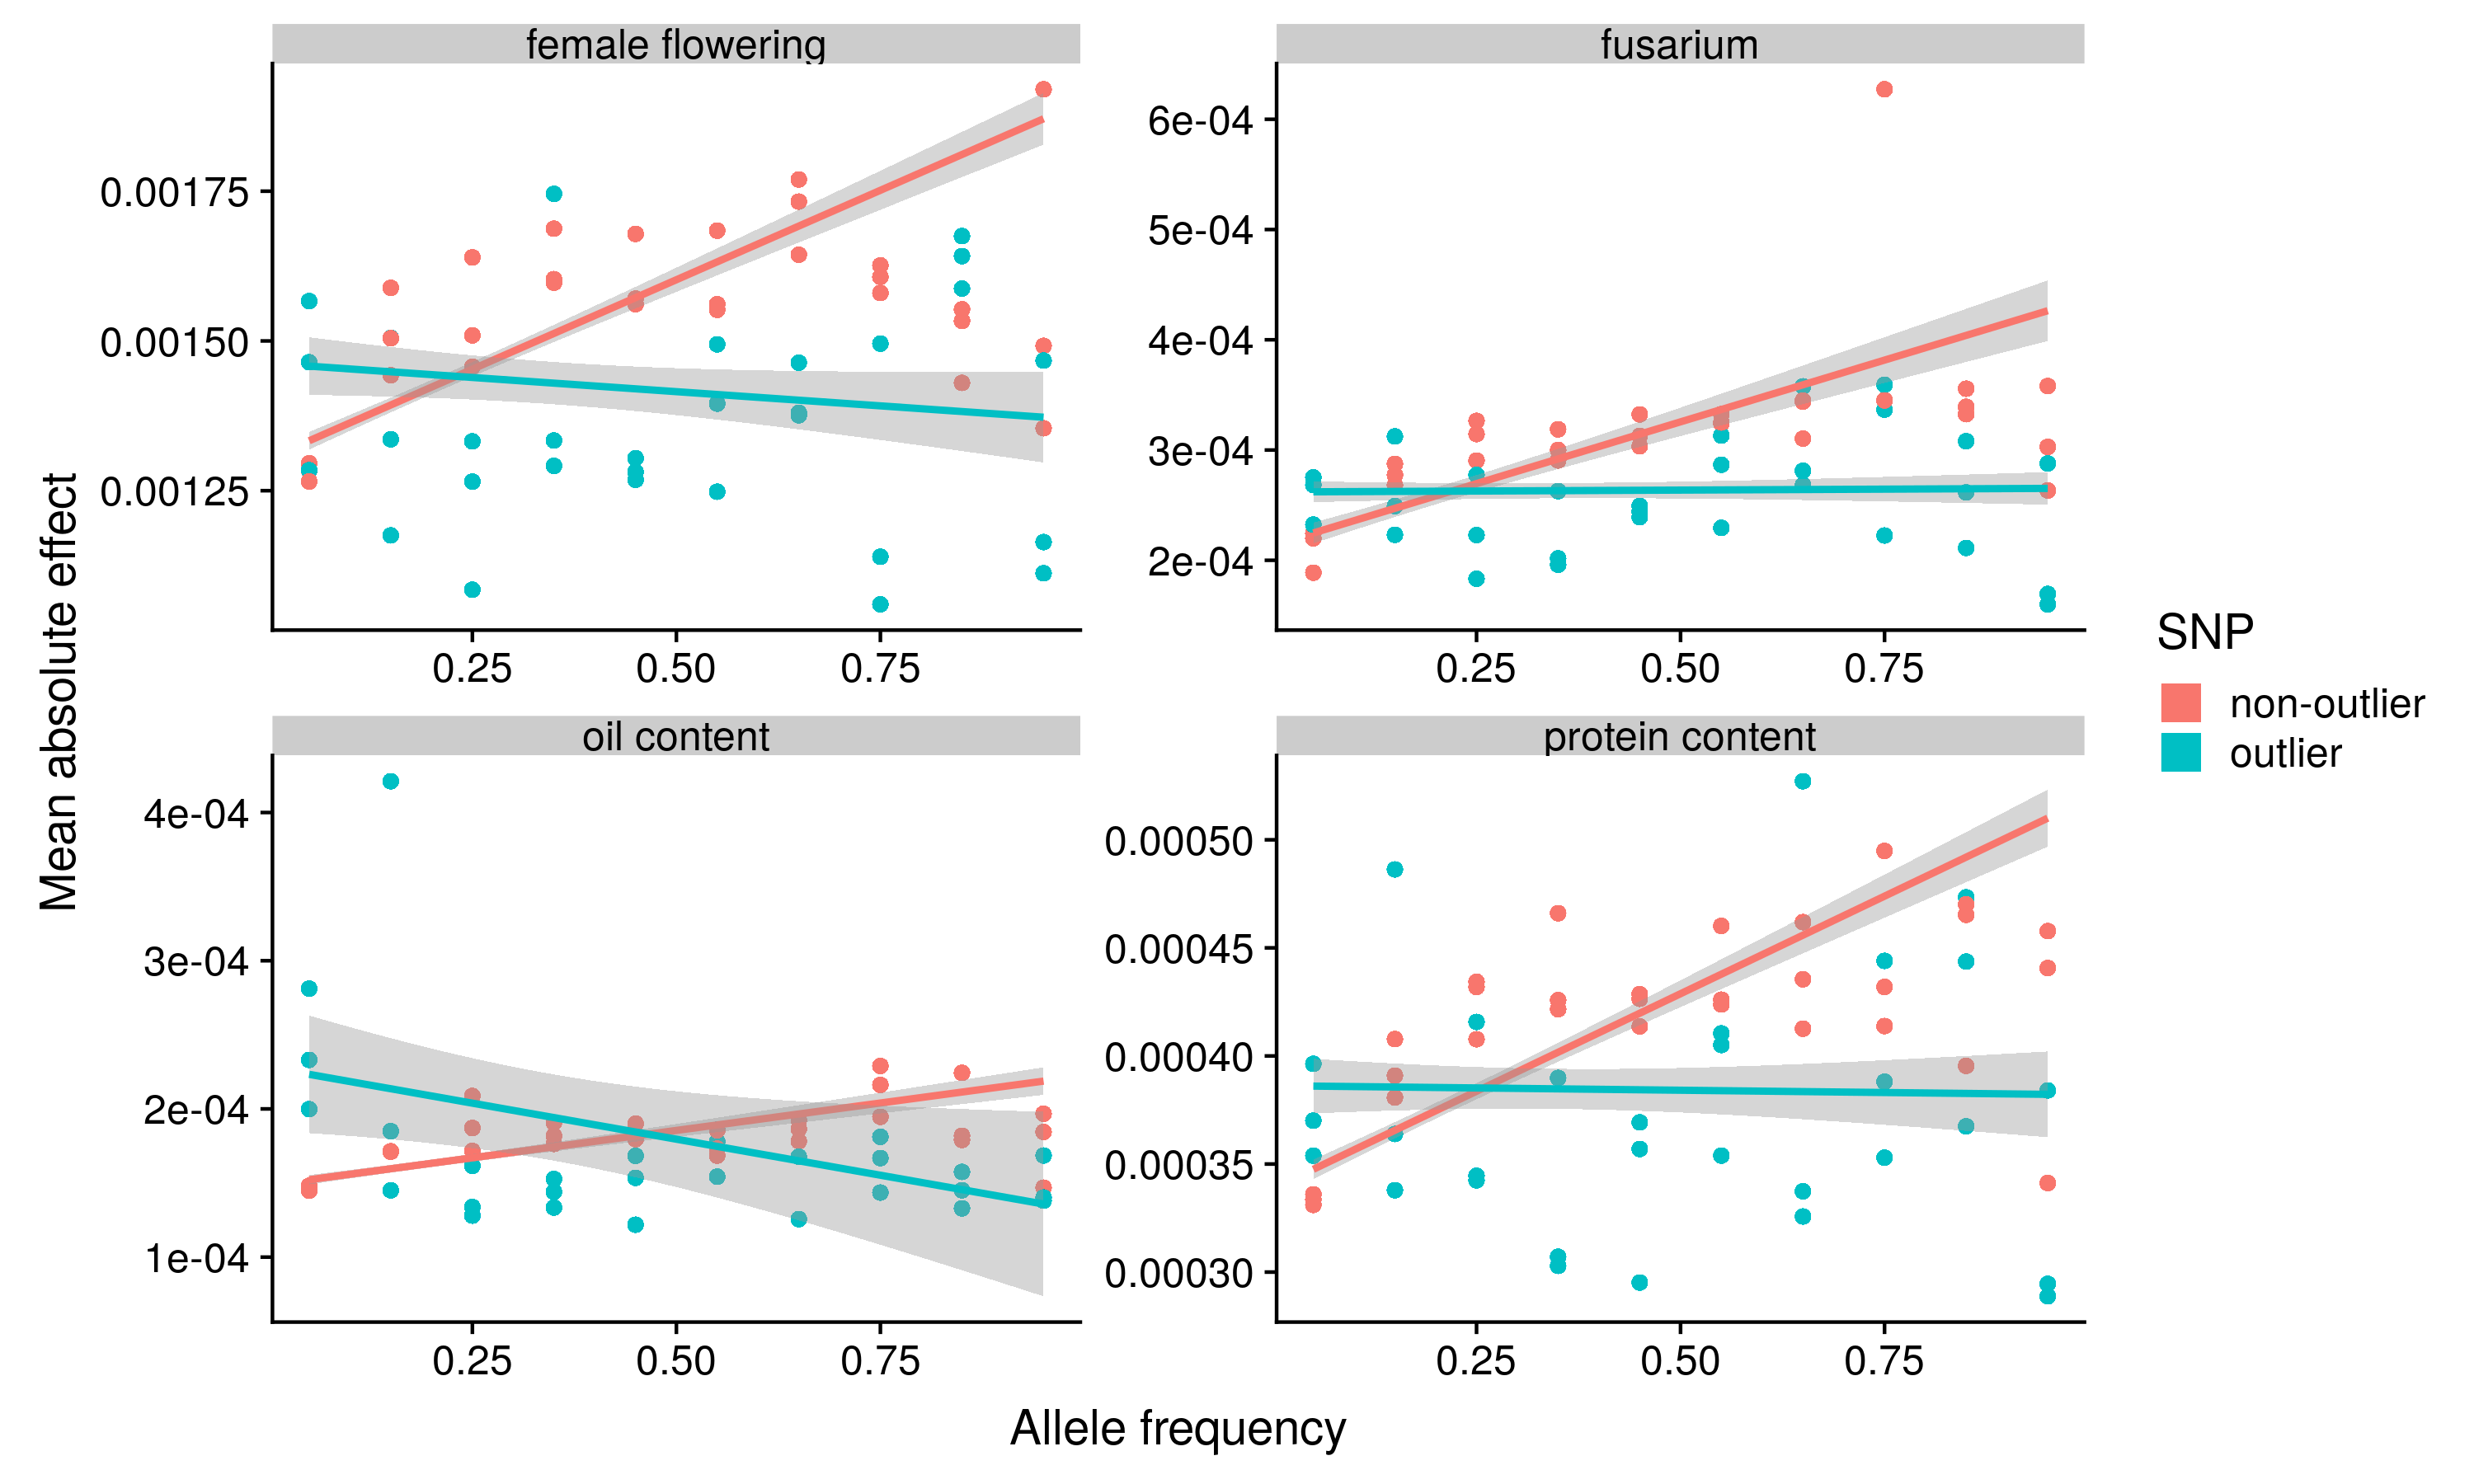 female flowering
fusarium
0.00175
0.00150
0.00125
6e-04
5e-04
4e-04
3e-04
2e-04
0.25 0.50 0.75
0.25 0.50 0.75
oil content
protein content
4e-04
3e-04
2e-04
1e-04
0.00050
0.00045
0.00040
0.00035
0.00030
0.25 0.50 0.75
0.25 0.50 0.75
Mean absolute effect
Allele frequency
SNP
non-outlier
outlier